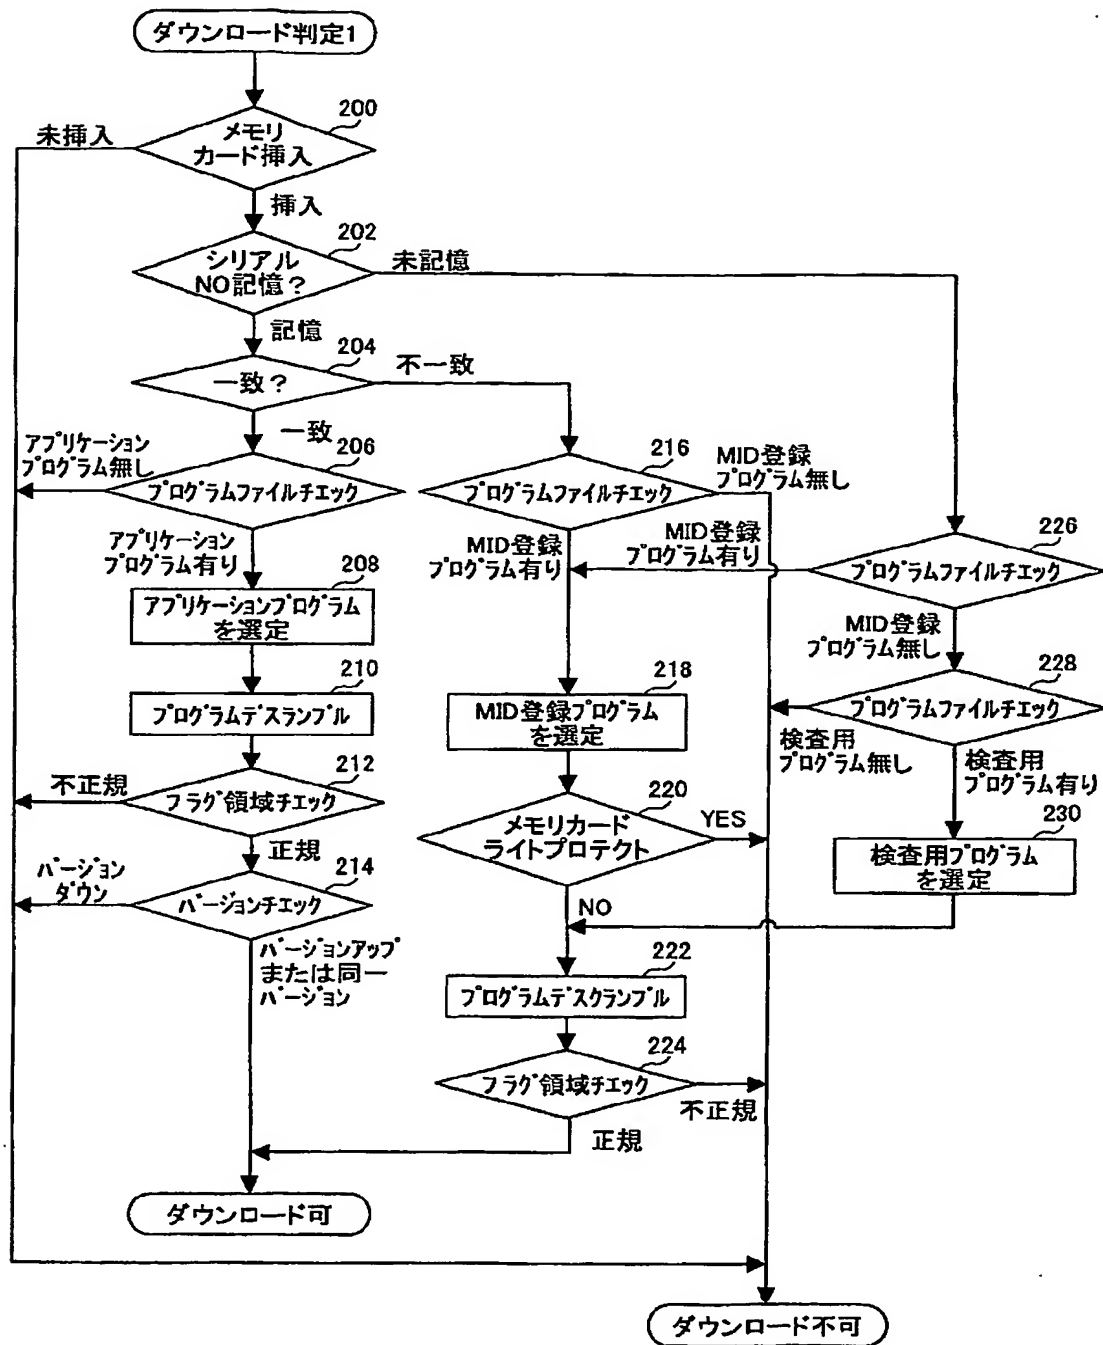 ダウンロード判定1
200
メモリ
カード挿入
未挿入
挿入
202
シリアル
NO記憶?
未記憶
記憶
204
一致?
不一致
一致
アプリケーション
プログラム無し
206
プログラムファイルチエック
216
プログラムファイルチエック
MID登録
プログラム無し
アプリケーション
プログラム有り
208
アプリケーションプログラム
を選定
MID登録
プログラム有り
MID登録
プログラム有り
226
プログラムファイルチエック
MID登録
プログラム無し
210
プログラムデスランブル
218
MID登録プログラム
を選定
228
プログラムファイルチエック
検査用
プログラム無し
検査用
プログラム有り
不正規
212
フラグ領域チエック
正規
220
メモリカード
ライトプロテクト
YES
NO
230
検査用プログラム
を選定
バージョン
ダウン
214
バージョンチエック
バージョンアップ
または同一
バージョン
222
プログラムデスクランブル
224
フラグ領域チエック
不正規
正規
ダウンロード可
ダウンロード不可